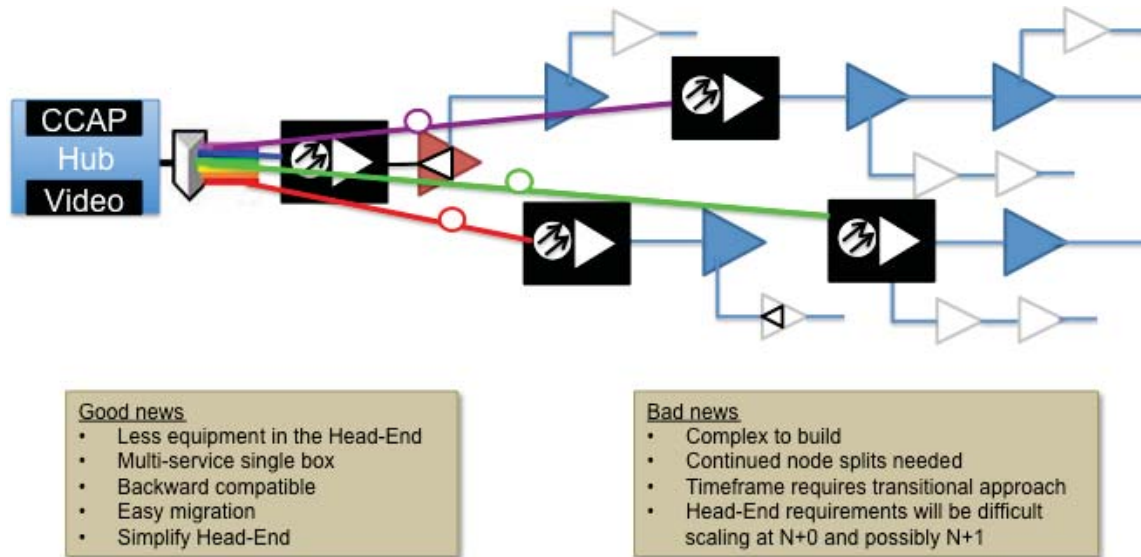 CCAP
Hub
Video
Good news
• Less equipment in the Head-End
• Multi-service single box
• Backward compatible
• Easy migration
• Simplify Head-End
Bad news
• Complex to build
• Continued node splits needed
• Timeframe requires transitional approach
• Head-End requirements will be difficult
scaling at N+0 and possibly N+1